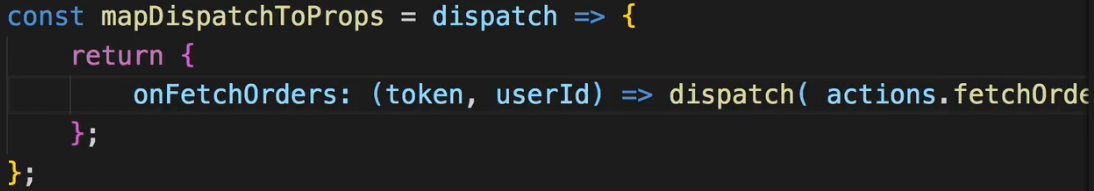 const mapDispatchToProps = dispatch => {
return {
onFetchOrders: (token, userId) => dispatch( actions.fetchOrde
};
};